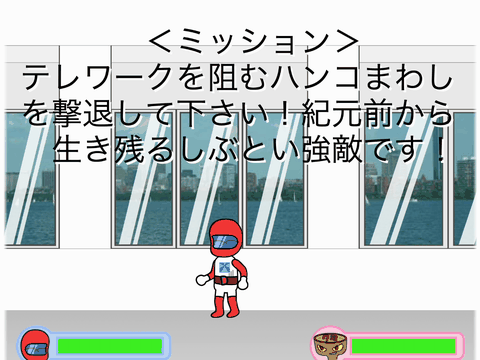 ＜ミッション＞
テレワークを阻むハンコまわし
を撃退して下さい！紀元前から
生き残るしぶとい強敵です！